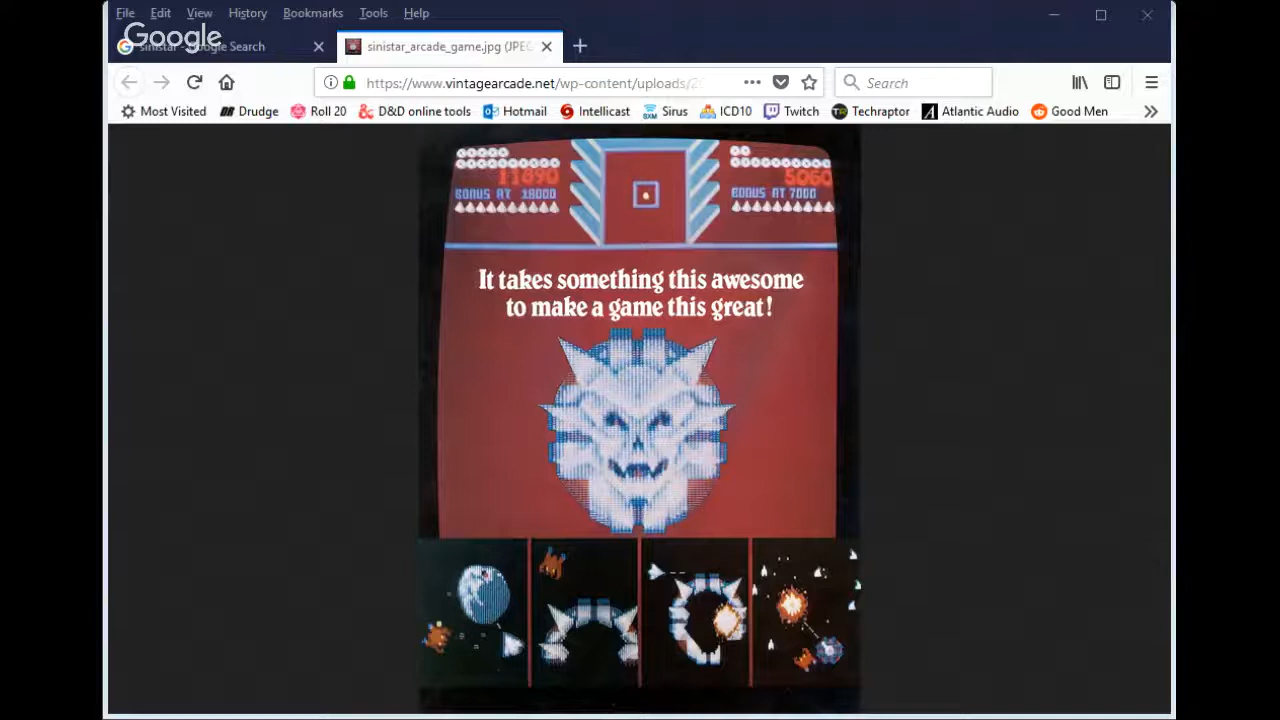 File Edit View History Bookmarks Tools Help
Google
sinistar - Google Search
sinistar_arcade_game.jpg (JPEG
https://www.vintagearcade.net/wp-content/uploads/2
Search
Most Visited Drudge Roll 20 D&D online tools Hotmail Intellicast Sirus ICD10 Twitch Techraptor Atlantic Audio Good Men
11890 5060
BONUS AT 18000 BONUS AT 7000
It takes something this awesome
to make a game this great!